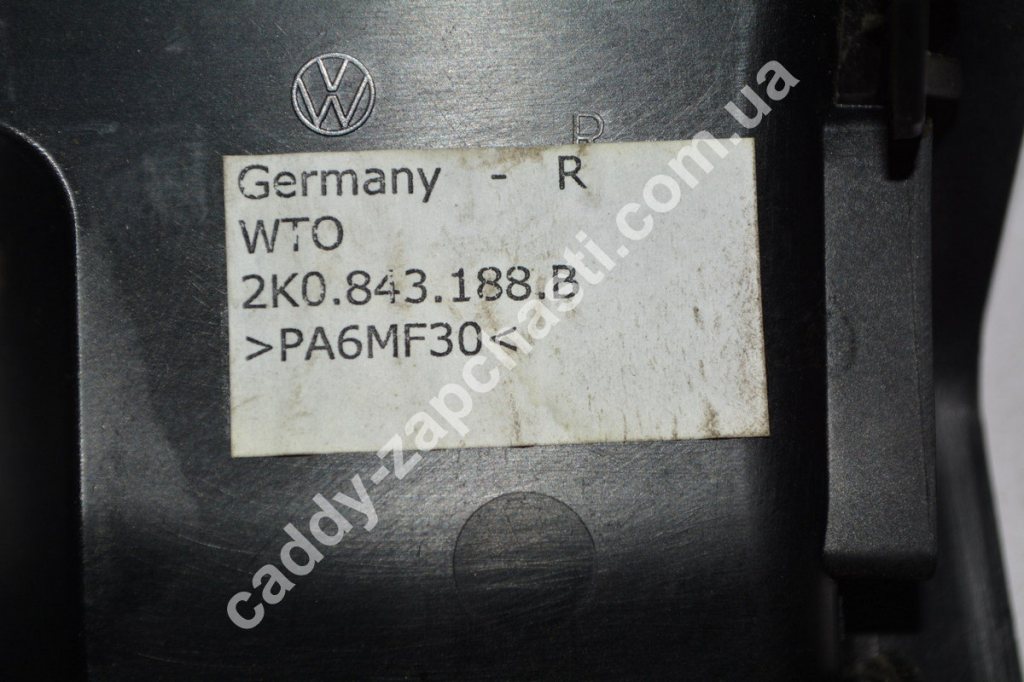 R
Germany - R
WTO
2K0.843.188.B
>PA6MF30<
caddy-zapchasti.com.ua